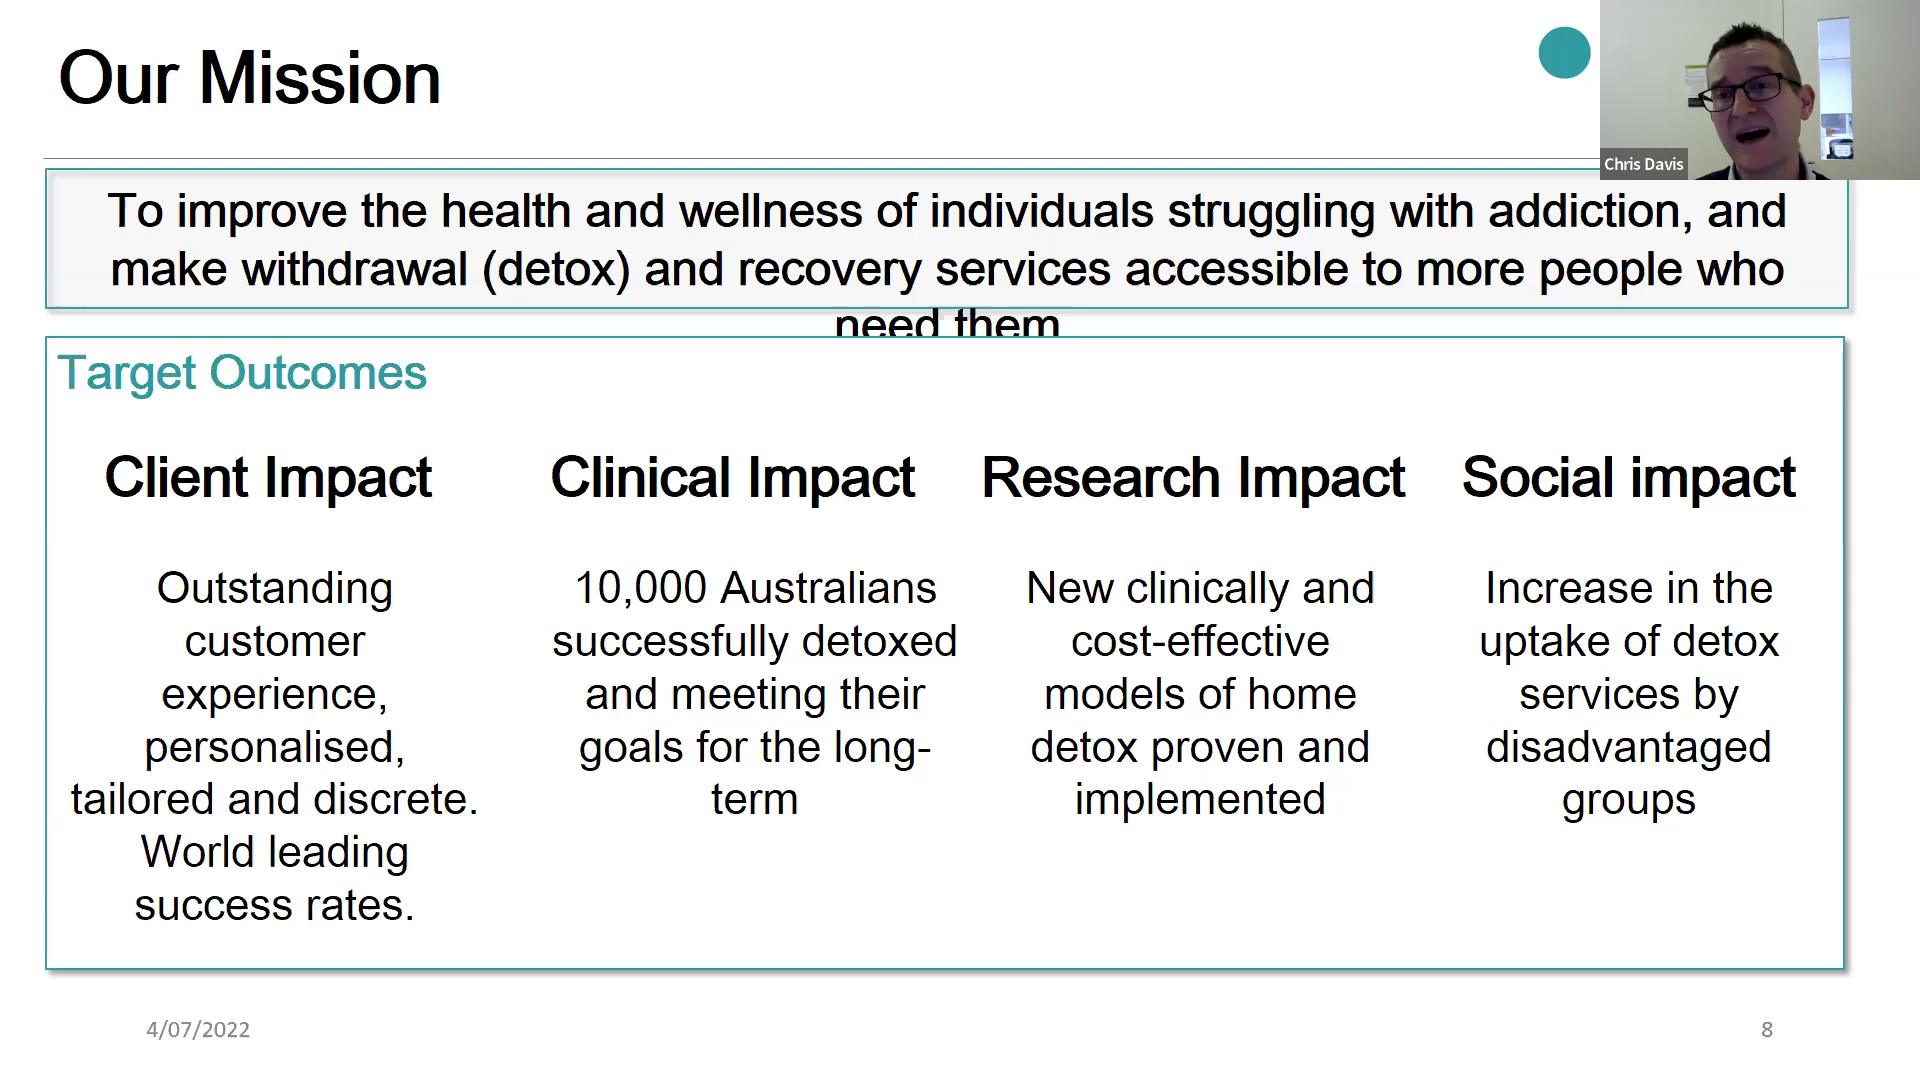 Our Mission
Chris Davis
To improve the health and wellness of individuals struggling with addiction, and
make withdrawal (detox) and recovery services accessible to more people who
need them
Target Outcomes
Client Impact
Outstanding
customer
experience,
personalised,
tailored and discrete.
World leading
success rates.
Clinical Impact
10,000 Australians
successfully detoxed
and meeting their
goals for the long-
term
Research Impact
New clinically and
cost-effective
models of home
detox proven and
implemented
Social impact
Increase in the
uptake of detox
services by
disadvantaged
groups
4/07/2022
8